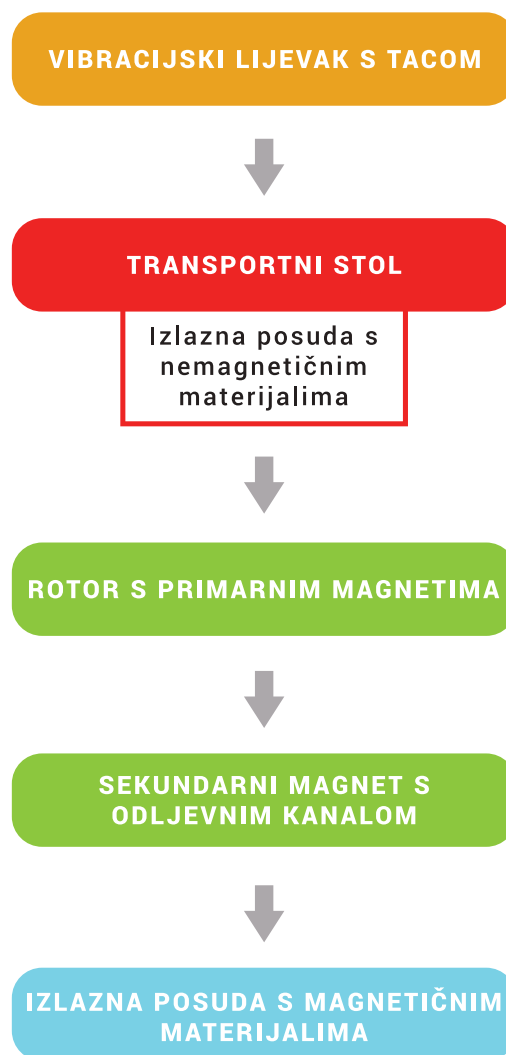 VIBRACIJSKI LIJEVAK S TACOM
TRANSPORTNI STOL
Izlazna posuda s
nemagnetičnim
materijalima
ROTOR S PRIMARNIM MAGNETIMA
SEKUNDARNI MAGNET S
ODLJEVNIM KANALOM
IZLAZNA POSUDA S MAGNETIČNIM
MATERIJALIMA